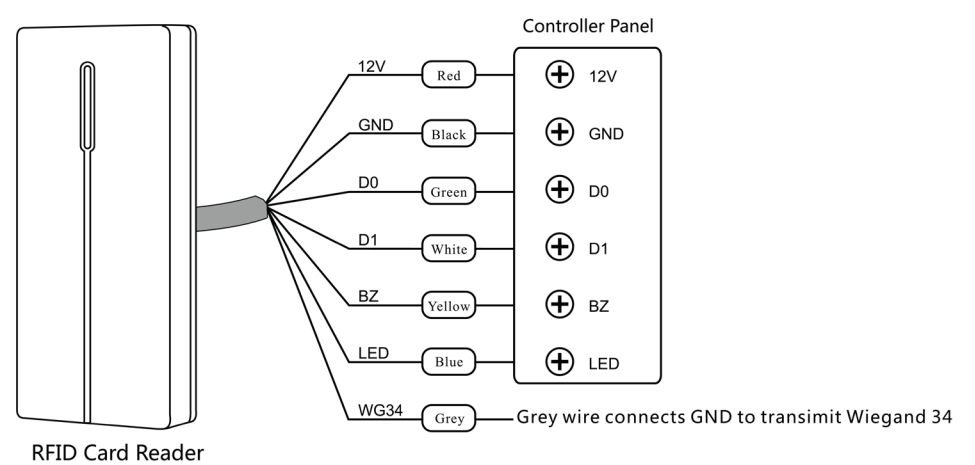 Controller Panel
12V Red 12V
GND Black GND
D0 Green D0
D1 White D1
BZ Yellow BZ
LED Blue LED
WG34 Grey Grey wire connects GND to transimit Wiegand 34
RFID Card Reader